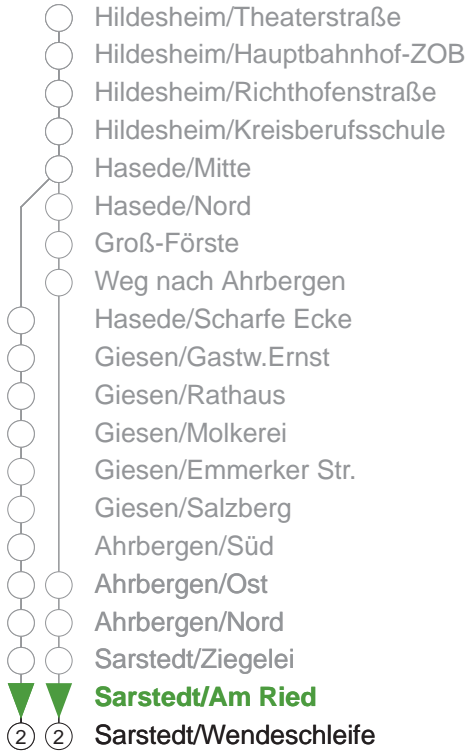 Hildesheim/Theaterstraße
Hildesheim/Hauptbahnhof-ZOB
Hildesheim/Richthofenstraße
Hildesheim/Kreisberufsschule
Hasede/Mitte
Hasede/Nord
Groß-Förste
Weg nach Ahrbergen
Hasede/Scharfe Ecke
Giesen/Gastw.Ernst
Giesen/Rathaus
Giesen/Molkerei
Giesen/Emmerker Str.
Giesen/Salzberg
Ahrbergen/Süd
Ahrbergen/Ost
Ahrbergen/Nord
Sarstedt/Ziegelei
Sarstedt/Am Ried
2 2 Sarstedt/Wendeschleife